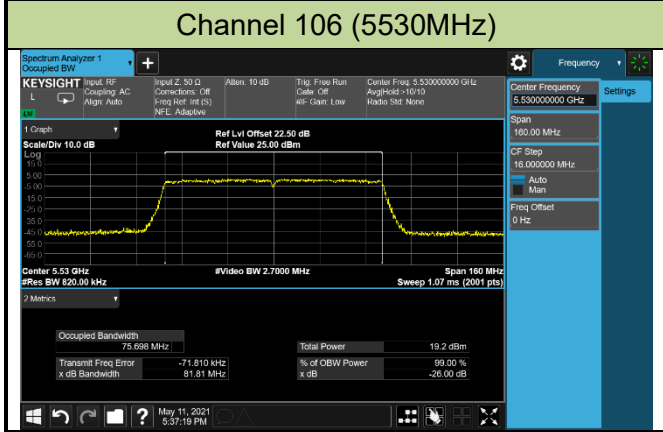 Channel 106 (5530MHz)
Spectrum Analyzer 1
Occupied BW
Frequency
KEYSIGHT
L
Input: RF
Coupling: AC
Align: Auto
Input Z: 50 Ω
Corrections: Off
Freq Ref: Int (S)
NFE: Adaptive
Atten: 10 dB
Trig: Free Run
Gate: Off
#IF Gain: Low
Center Freq: 5.530000000 GHz
Avg|Hold:>10/10
Radio Std: None
Center Frequency
5.530000000 GHz
Settings
Span
160.00 MHz
CF Step
16.000000 MHz
Auto
Man
Freq Offset
0 Hz
1 Graph
Scale/Div 10.0 dB
Ref Lvl Offset 22.50 dB
Ref Value 25.00 dBm
Log
15.0
5.00
-5.00
-15.0
-25.0
-35.0
-45.0
-55.0
-65.0
Center 5.53 GHz
#Video BW 2.7000 MHz
Span 160 MHz
#Res BW 820.00 kHz
Sweep 1.07 ms (2001 pts)
2 Metrics
Occupied Bandwidth
75.698 MHz
Total Power 19.2 dBm
Transmit Freq Error -71.810 kHz
% of OBW Power 99.00 %
x dB Bandwidth 81.81 MHz
x dB -26.00 dB
?
May 11, 2021
5:37:19 PM